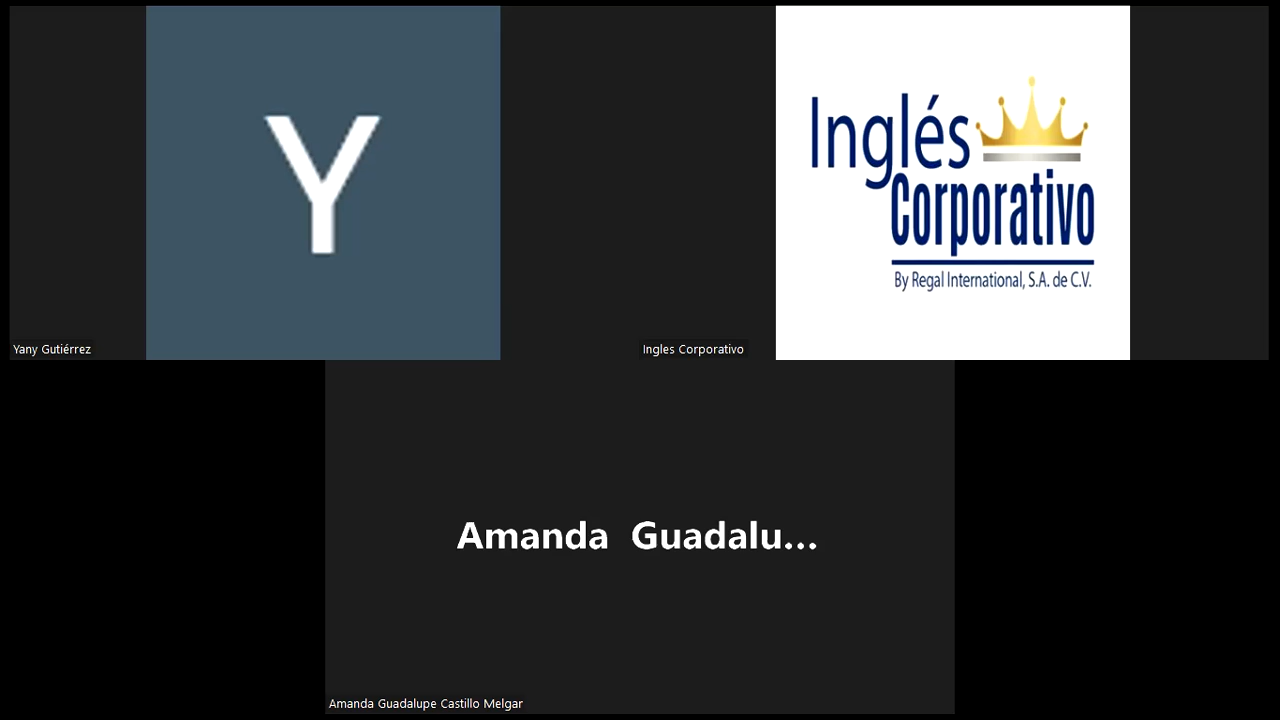 Y
Inglés
Corporativo
By Regal International, S.A. de C.V.
Yany Gutiérrez
Ingles Corporativo
Amanda Guadalu...
Amanda Guadalupe Castillo Melgar